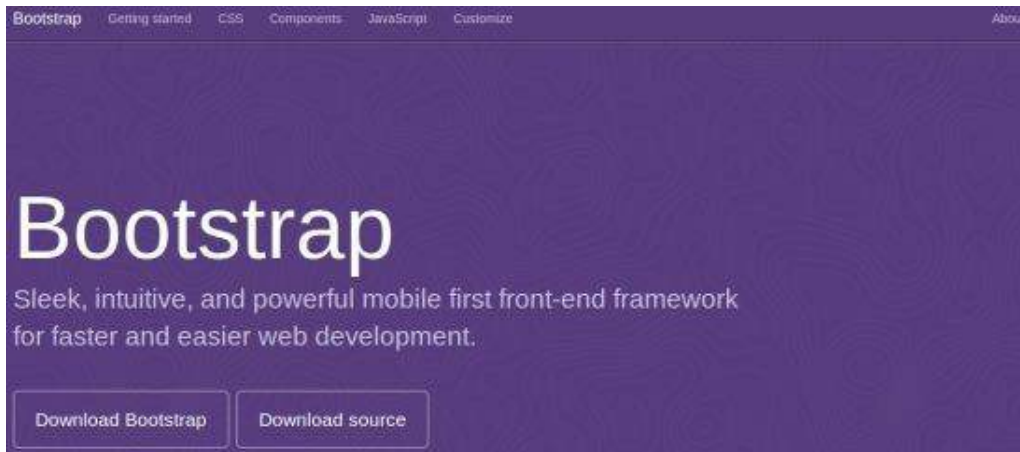 Bootstrap Getting started CSS Components JavaScript Customize Abou
Bootstrap
Sleek, intuitive, and powerful mobile first front-end framework
for faster and easier web development.
Download Bootstrap Download source